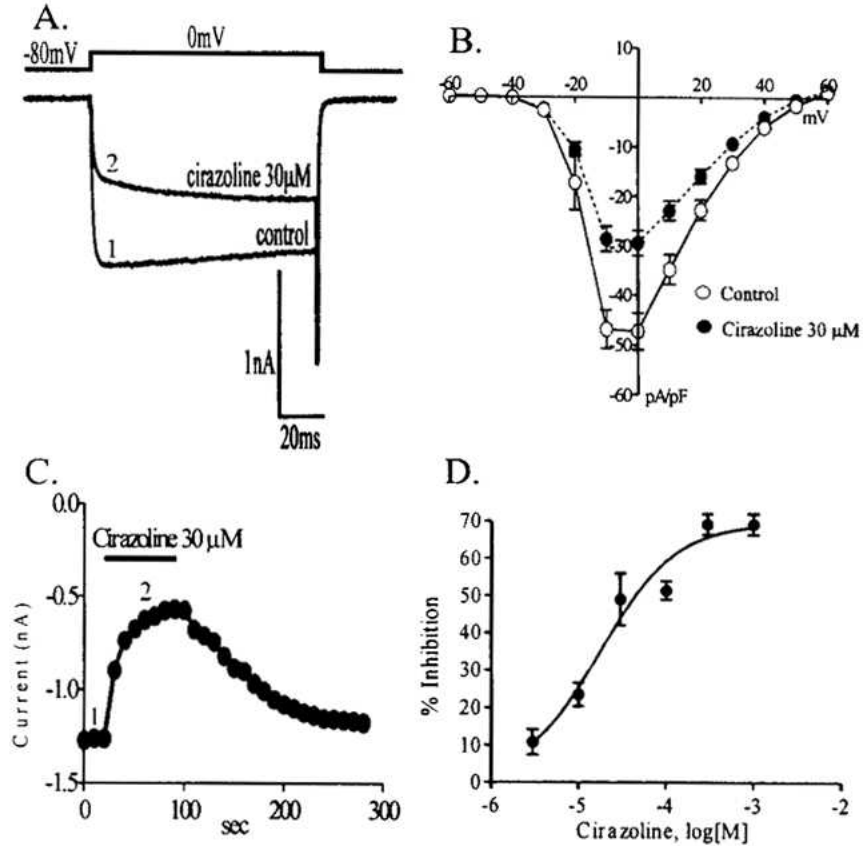 A.
-80mV
0mV
2
cirazoline 30μM
1
control
1nA
20ms
B.
10
-60
-40
-20
20
40
60
mV
-10
-20
-30
-40
-50
-60
pA/pF
Control
Cirazoline 30 μM
C.
0.0
-0.5
-1.0
-1.5
Current (nA)
Cirazoline 30 μM
1
2
0
100
200
300
sec
D.
70
60
50
40
30
20
10
0
% Inhibition
-6
-5
-4
-3
-2
Cirazoline, log[M]